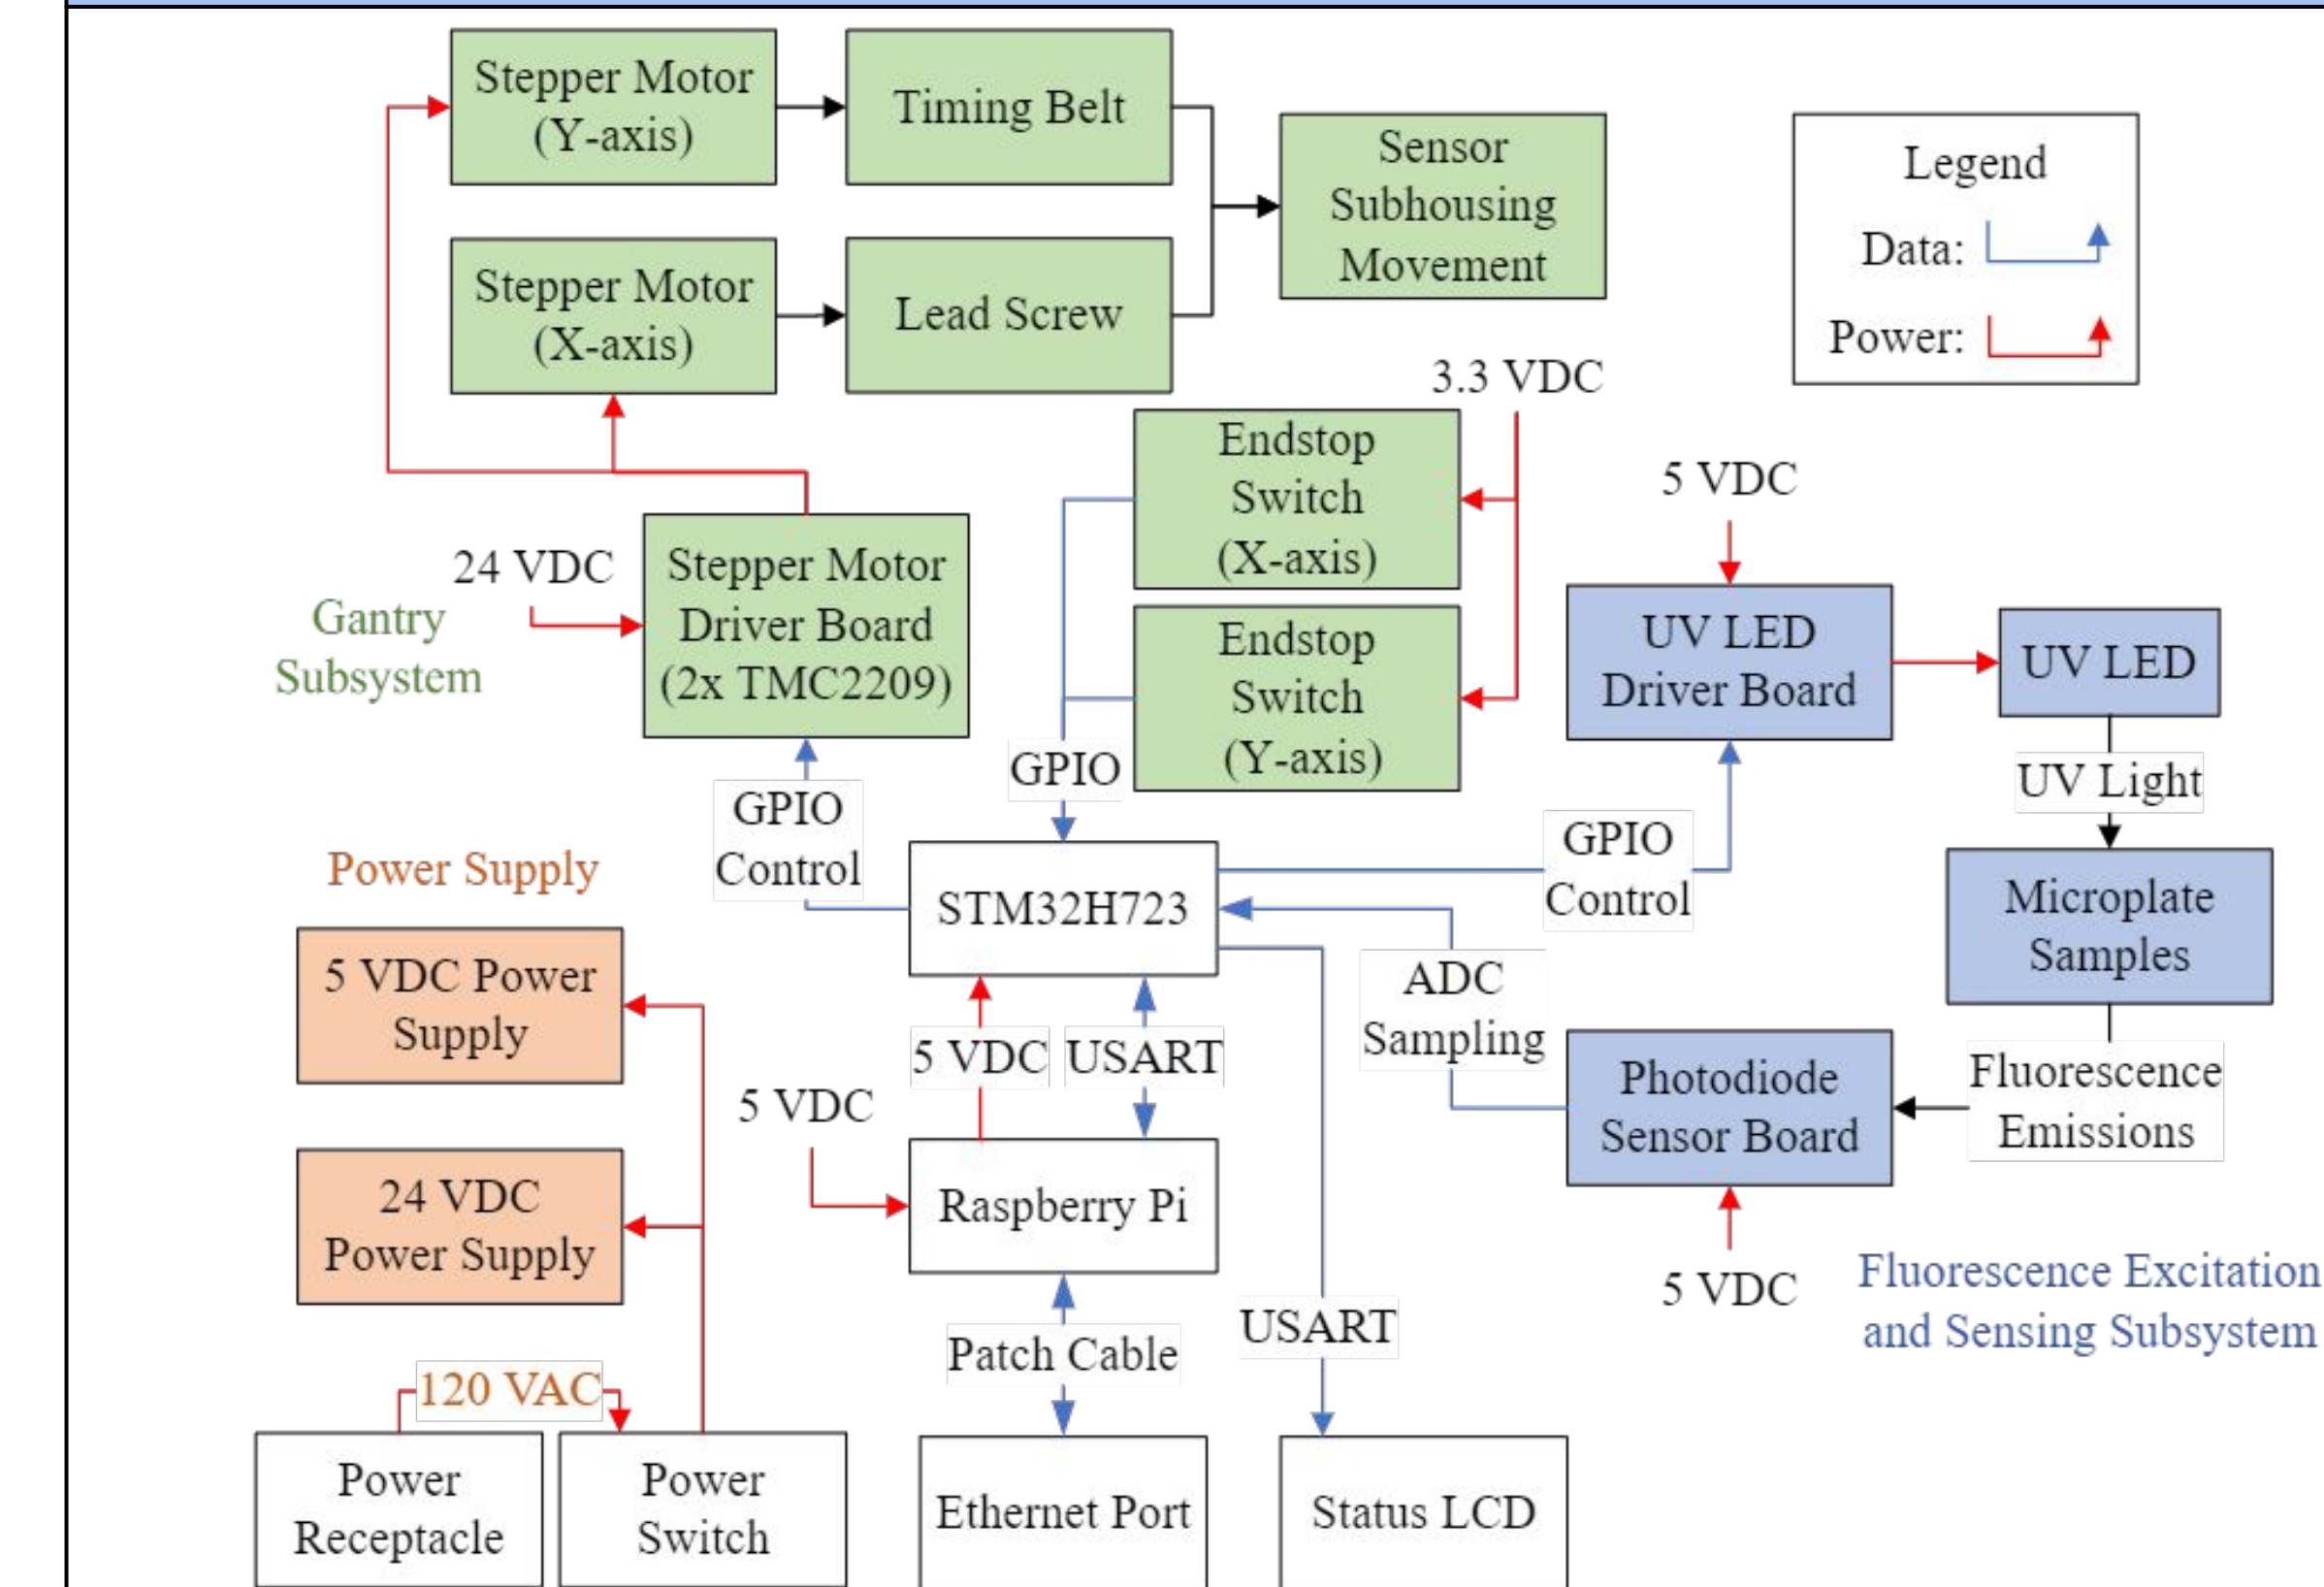 Stepper Motor
(Y-axis)
Timing Belt
Sensor
Subhousing
Movement
Legend
Data:
Power:
Stepper Motor
(X-axis)
Lead Screw
3.3 VDC
Endstop
Switch
(X-axis)
5 VDC
24 VDC
Stepper Motor
Driver Board
(2x TMC2209)
Gantry
Subsystem
Endstop
Switch
(Y-axis)
UV LED
Driver Board
UV LED
GPIO
UV Light
GPIO
Control
GPIO
Control
Power Supply
STM32H723
Microplate
Samples
5 VDC Power
Supply
ADC
Sampling
5 VDC
USART
Photodiode
Sensor Board
Fluorescence
Emissions
5 VDC
24 VDC
Power Supply
Raspberry Pi
5 VDC
Fluorescence Excitation
and Sensing Subsystem
USART
Patch Cable
120 VAC
Power
Receptacle
Power
Switch
Ethernet Port
Status LCD